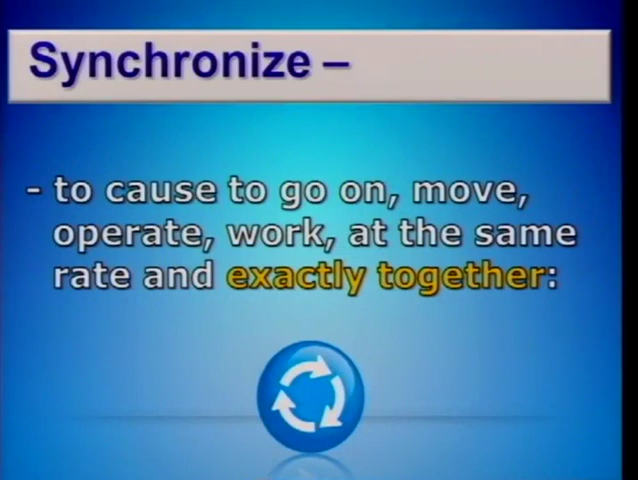 Synchronize –
- to cause to go on, move,
operate, work, at the same
rate and exactly together: